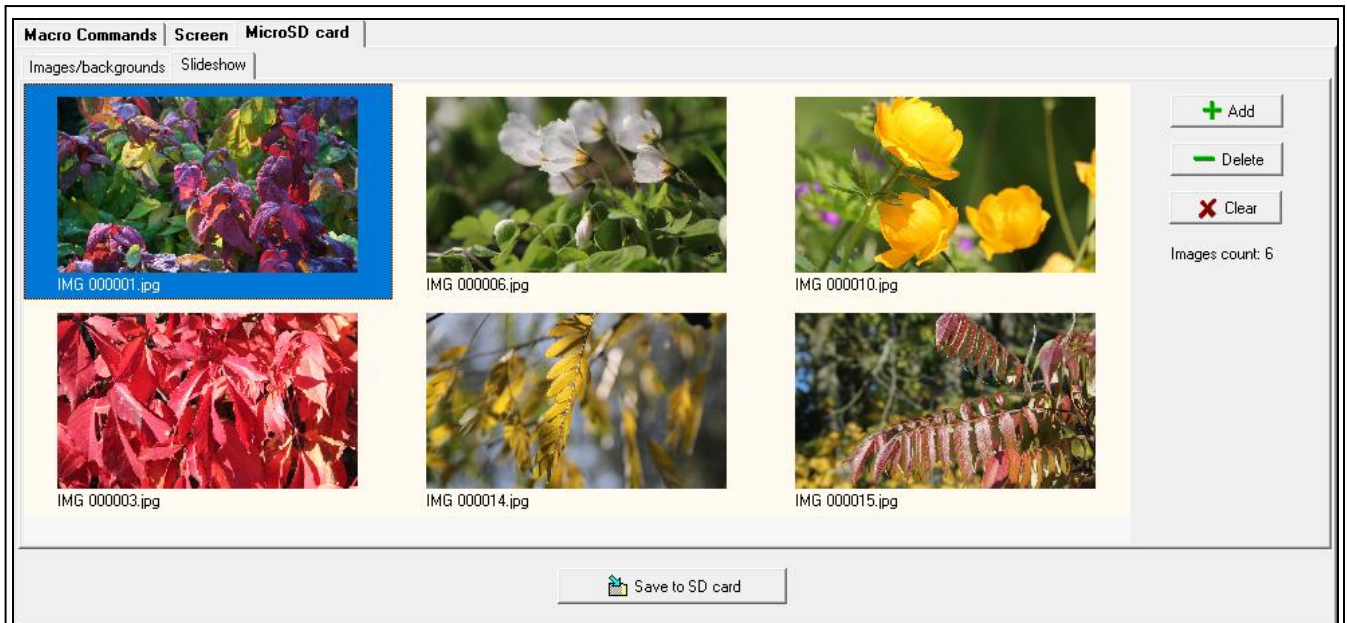 Macro Commands Screen MicroSD card
Images/backgrounds Slideshow
Add
Delete
Clear
Images count: 6
IMG 000001.jpg IMG 000006.jpg IMG 000010.jpg
IMG 000003.jpg IMG 000014.jpg IMG 000015.jpg
Save to SD card